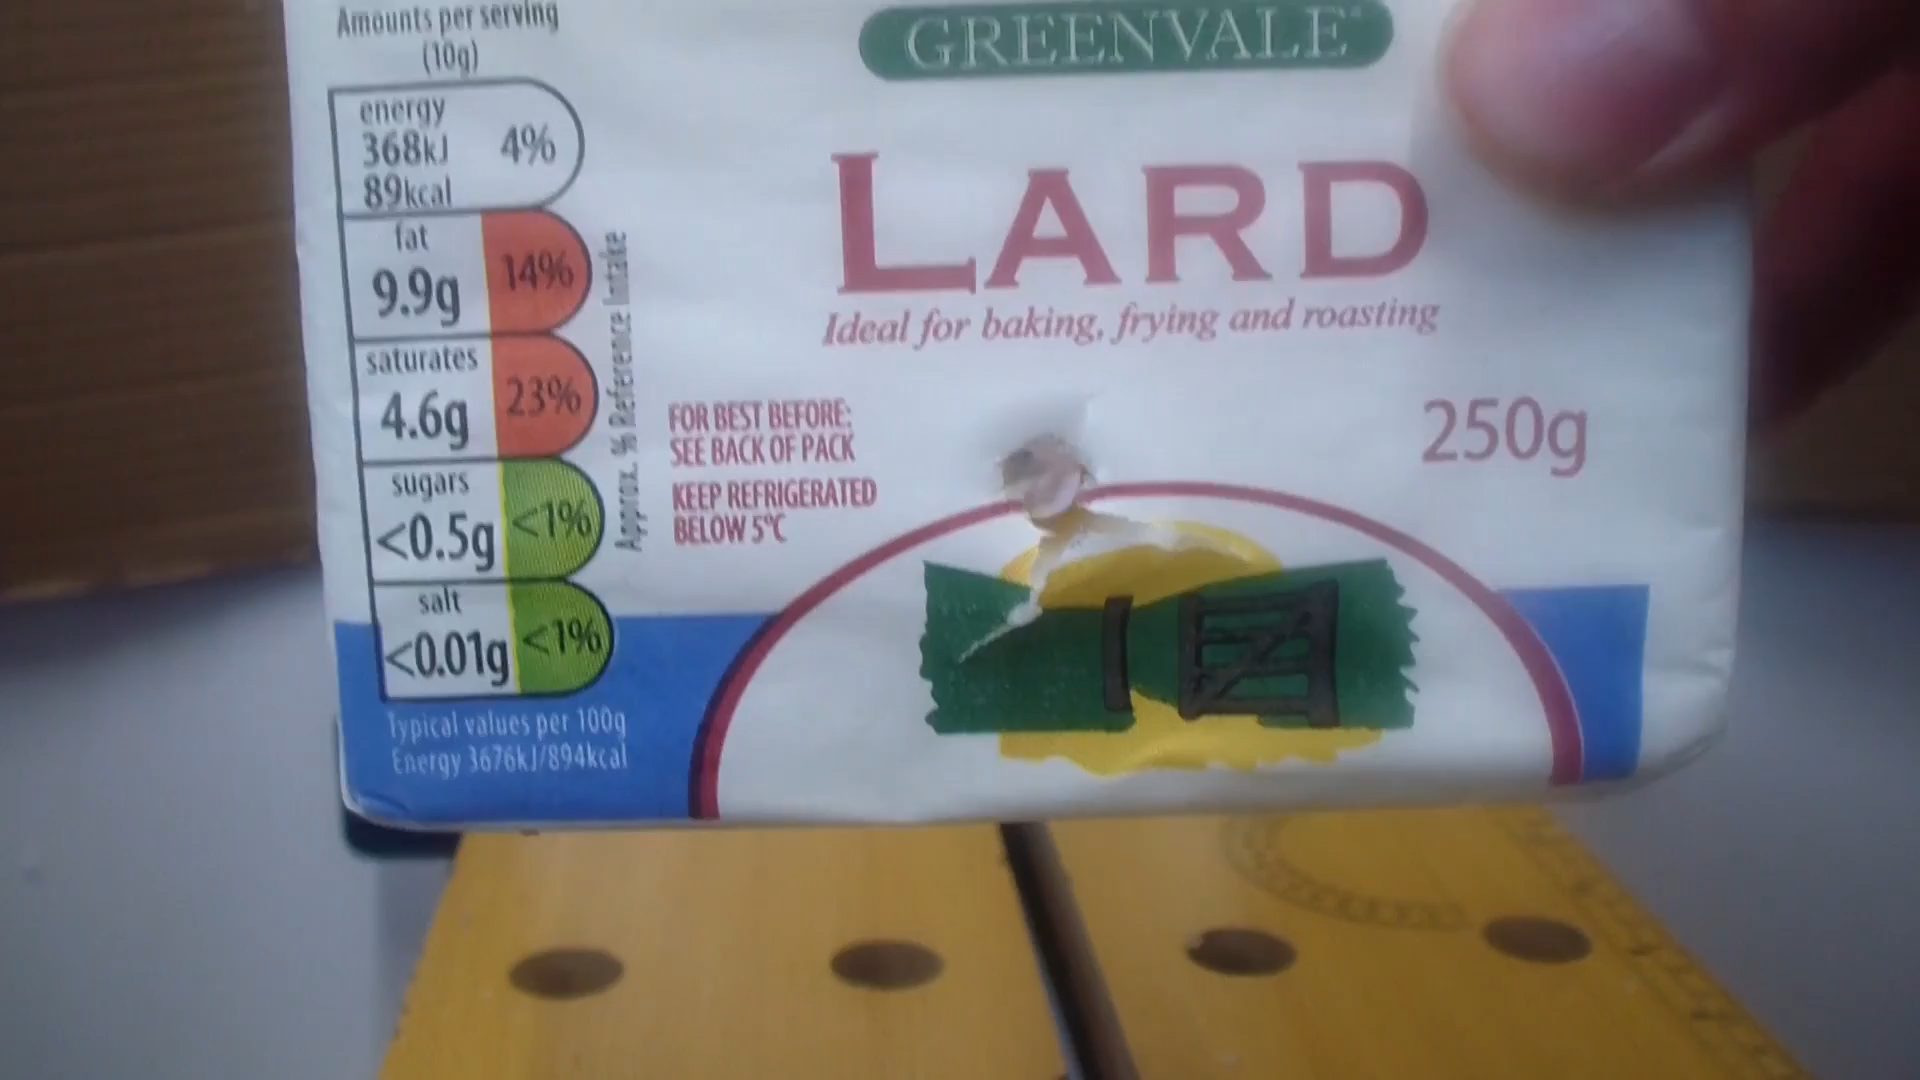 Amounts per serving
(10g)
energy
368kJ
89kcal
4%
fat
9.9g
14%
saturates
4.6g
23%
sugars
<0.5g
<1%
salt
<0.01g
<1%
Approx. % Reference Intake
Typical values per 100g
Energy 3676kJ/894kcal
GREENVALE
LARD
Ideal for baking, frying and roasting
FOR BEST BEFORE:
SEE BACK OF PACK
KEEP REFRIGERATED
BELOW 5°C
250g